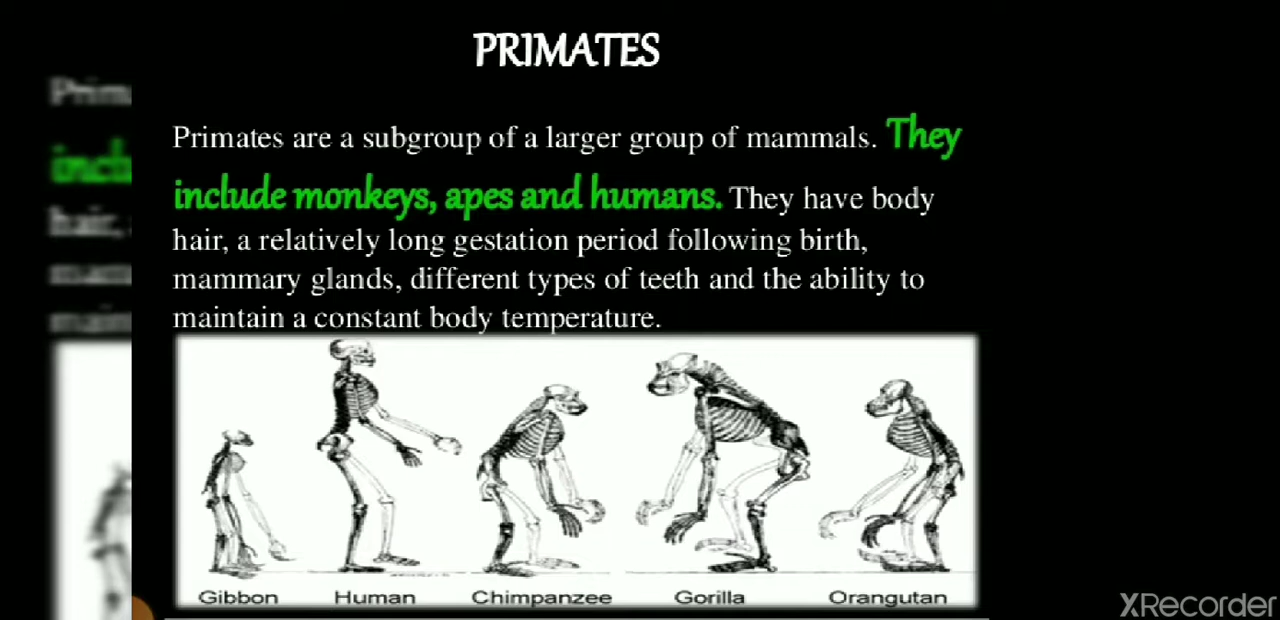 PRIMATES
Primates are a subgroup of a larger group of mammals. They
include monkeys, apes and humans. They have body
hair, a relatively long gestation period following birth,
mammary glands, different types of teeth and the ability to
maintain a constant body temperature.
Gibbon Human Chimpanzee Gorilla Orangutan
XRecorder